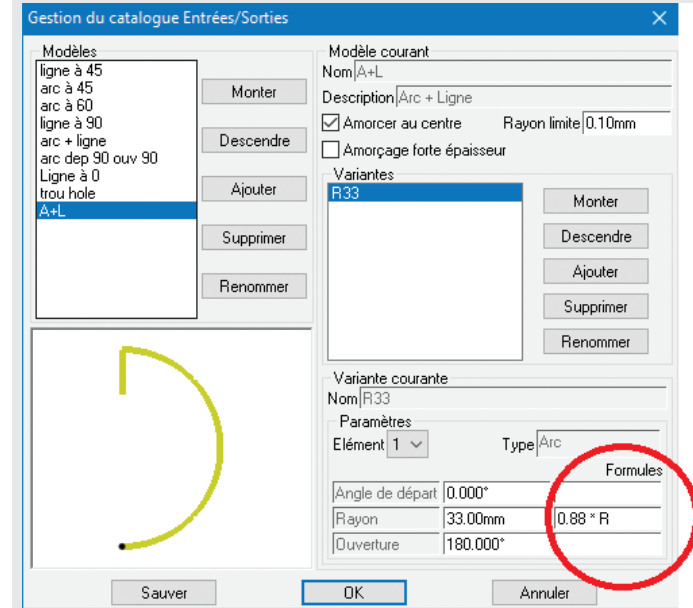 Gestion du catalogue Entrées/Sorties
Modèles
ligne à 45
arc à 45
arc à 60
ligne à 90
arc + ligne
arc dep 90 ouv 90
Ligne à 0
trou hole
A+L
Monter
Descendre
Ajouter
Supprimer
Renommer
Modèle courant
Nom A+L
Description Arc + Ligne
Amorcer au centre Rayon limite 0.10mm
Amorçage forte épaisseur
Variantes
R33
Monter
Descendre
Ajouter
Supprimer
Renommer
Variante courante
Nom R33
Paramètres
Elément 1 Type Arc
Formules
Angle de départ 0.000°
Rayon 33.00mm 0.88 * R
Ouverture 180.000°
Sauver OK Annuler